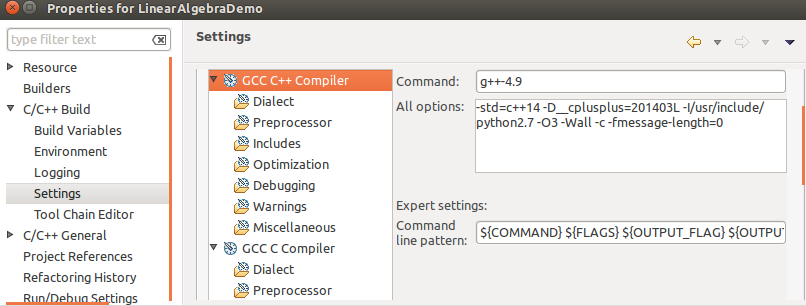 Properties for LinearAlgebraDemo
type filter text
Resource
Builders
C/C++ Build
Build Variables
Environment
Logging
Settings
Tool Chain Editor
C/C++ General
Project References
Refactoring History
Run/Debug Settings
Settings
GCC C++ Compiler
Dialect
Preprocessor
Includes
Optimization
Debugging
Warnings
Miscellaneous
GCC C Compiler
Dialect
Preprocessor
Command:
g++-4.9
All options:
-std=c++14 -D__cplusplus=201403L -I/usr/include/
python2.7 -O3 -Wall -c -fmessage-length=0
Expert settings:
Command
line pattern:
${COMMAND} ${FLAGS} ${OUTPUT_FLAG} ${OUTPUT